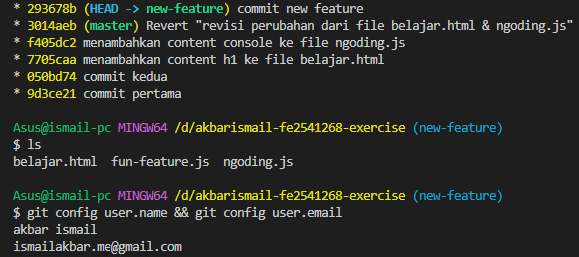 * 293678b (HEAD -> new-feature) commit new feature
* 3014aeb (master) Revert "revisi perubahan dari file belajar.html & ngoding.js"
* f405dc2 menambahkan content console ke file ngoding.js
* 7705caa menambahkan content h1 ke file belajar.html
* 050bd74 commit kedua
* 9d3ce21 commit pertama
Asus@ismail-pc MINGW64 /d/akbarismail-fe2541268-exercise (new-feature)
$ ls
belajar.html  fun-feature.js  ngoding.js
Asus@ismail-pc MINGW64 /d/akbarismail-fe2541268-exercise (new-feature)
$ git config user.name && git config user.email
akbar ismail
ismailakbar.me@gmail.com